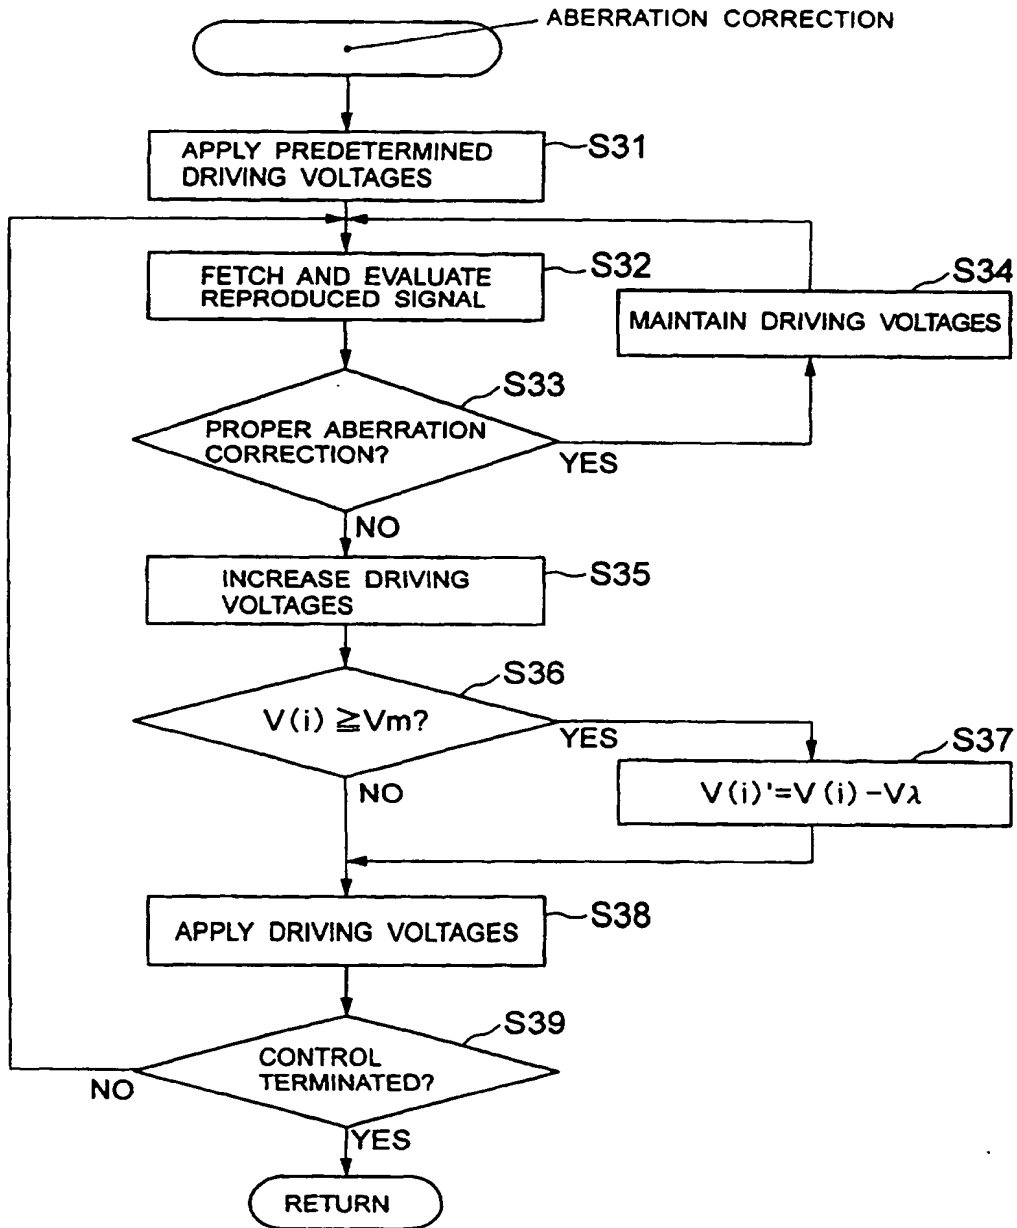 ABERRATION CORRECTION
APPLY PREDETERMINED
DRIVING VOLTAGES
S31
FETCH AND EVALUATE
REPRODUCED SIGNAL
S32
S34
MAINTAIN DRIVING VOLTAGES
S33
PROPER ABERRATION
CORRECTION?
YES
NO
INCREASE DRIVING
VOLTAGES
S35
S36
V(i) ≧ Vm?
YES
NO
S37
V(i)'=V(i)-Vλ
APPLY DRIVING VOLTAGES
S38
S39
CONTROL
TERMINATED?
NO
YES
RETURN